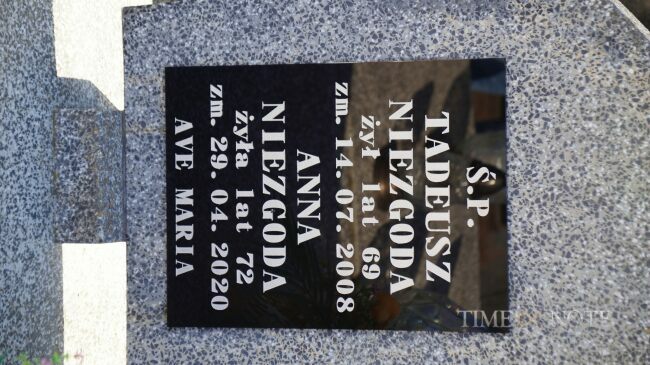 Ś.P.
TADEUSZ
NIEZGODA
żył lat 69
zm. 14. 07. 2008
ANNA
NIEZGODA
żyła lat 72
zm. 29. 04. 2020
AVE MARIA